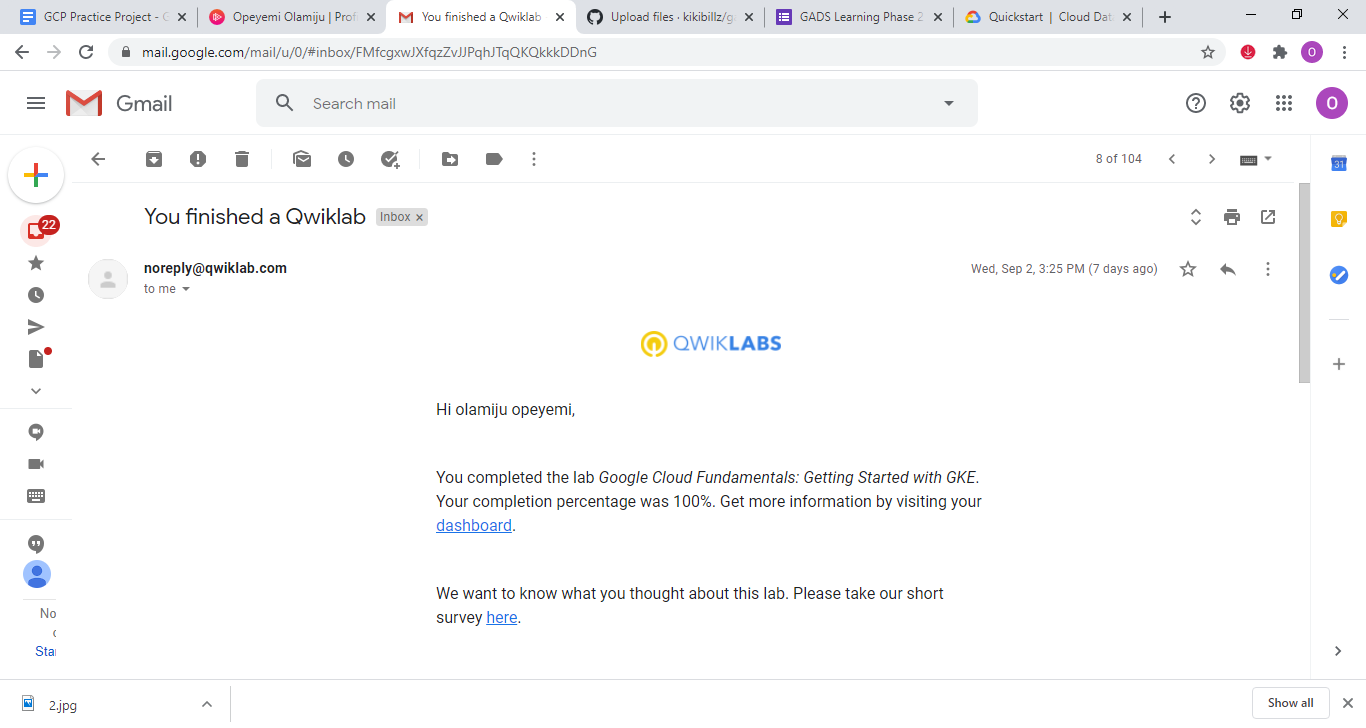 GCP Practice Project - G
Opeyemi Olamiju | Prof
You finished a Qwiklab
Upload files · kikibillz/g
GADS Learning Phase 2
Quickstart | Cloud Dat
mail.google.com/mail/u/0/#inbox/FMfcgxwJXfqzZvJJPqhJTqQKQkkkDDnG
O
Gmail
Search mail
O
8 of 104
31
22
You finished a Qwiklab
Inbox ×
noreply@qwiklab.com
Wed, Sep 2, 3:25 PM (7 days ago)
to me
QWIKLABS
Hi olamiju opeyemi,
You completed the lab Google Cloud Fundamentals: Getting Started with GKE.
Your completion percentage was 100%. Get more information by visiting your
dashboard.
We want to know what you thought about this lab. Please take our short
survey here.
No
Star
2.jpg
Show all